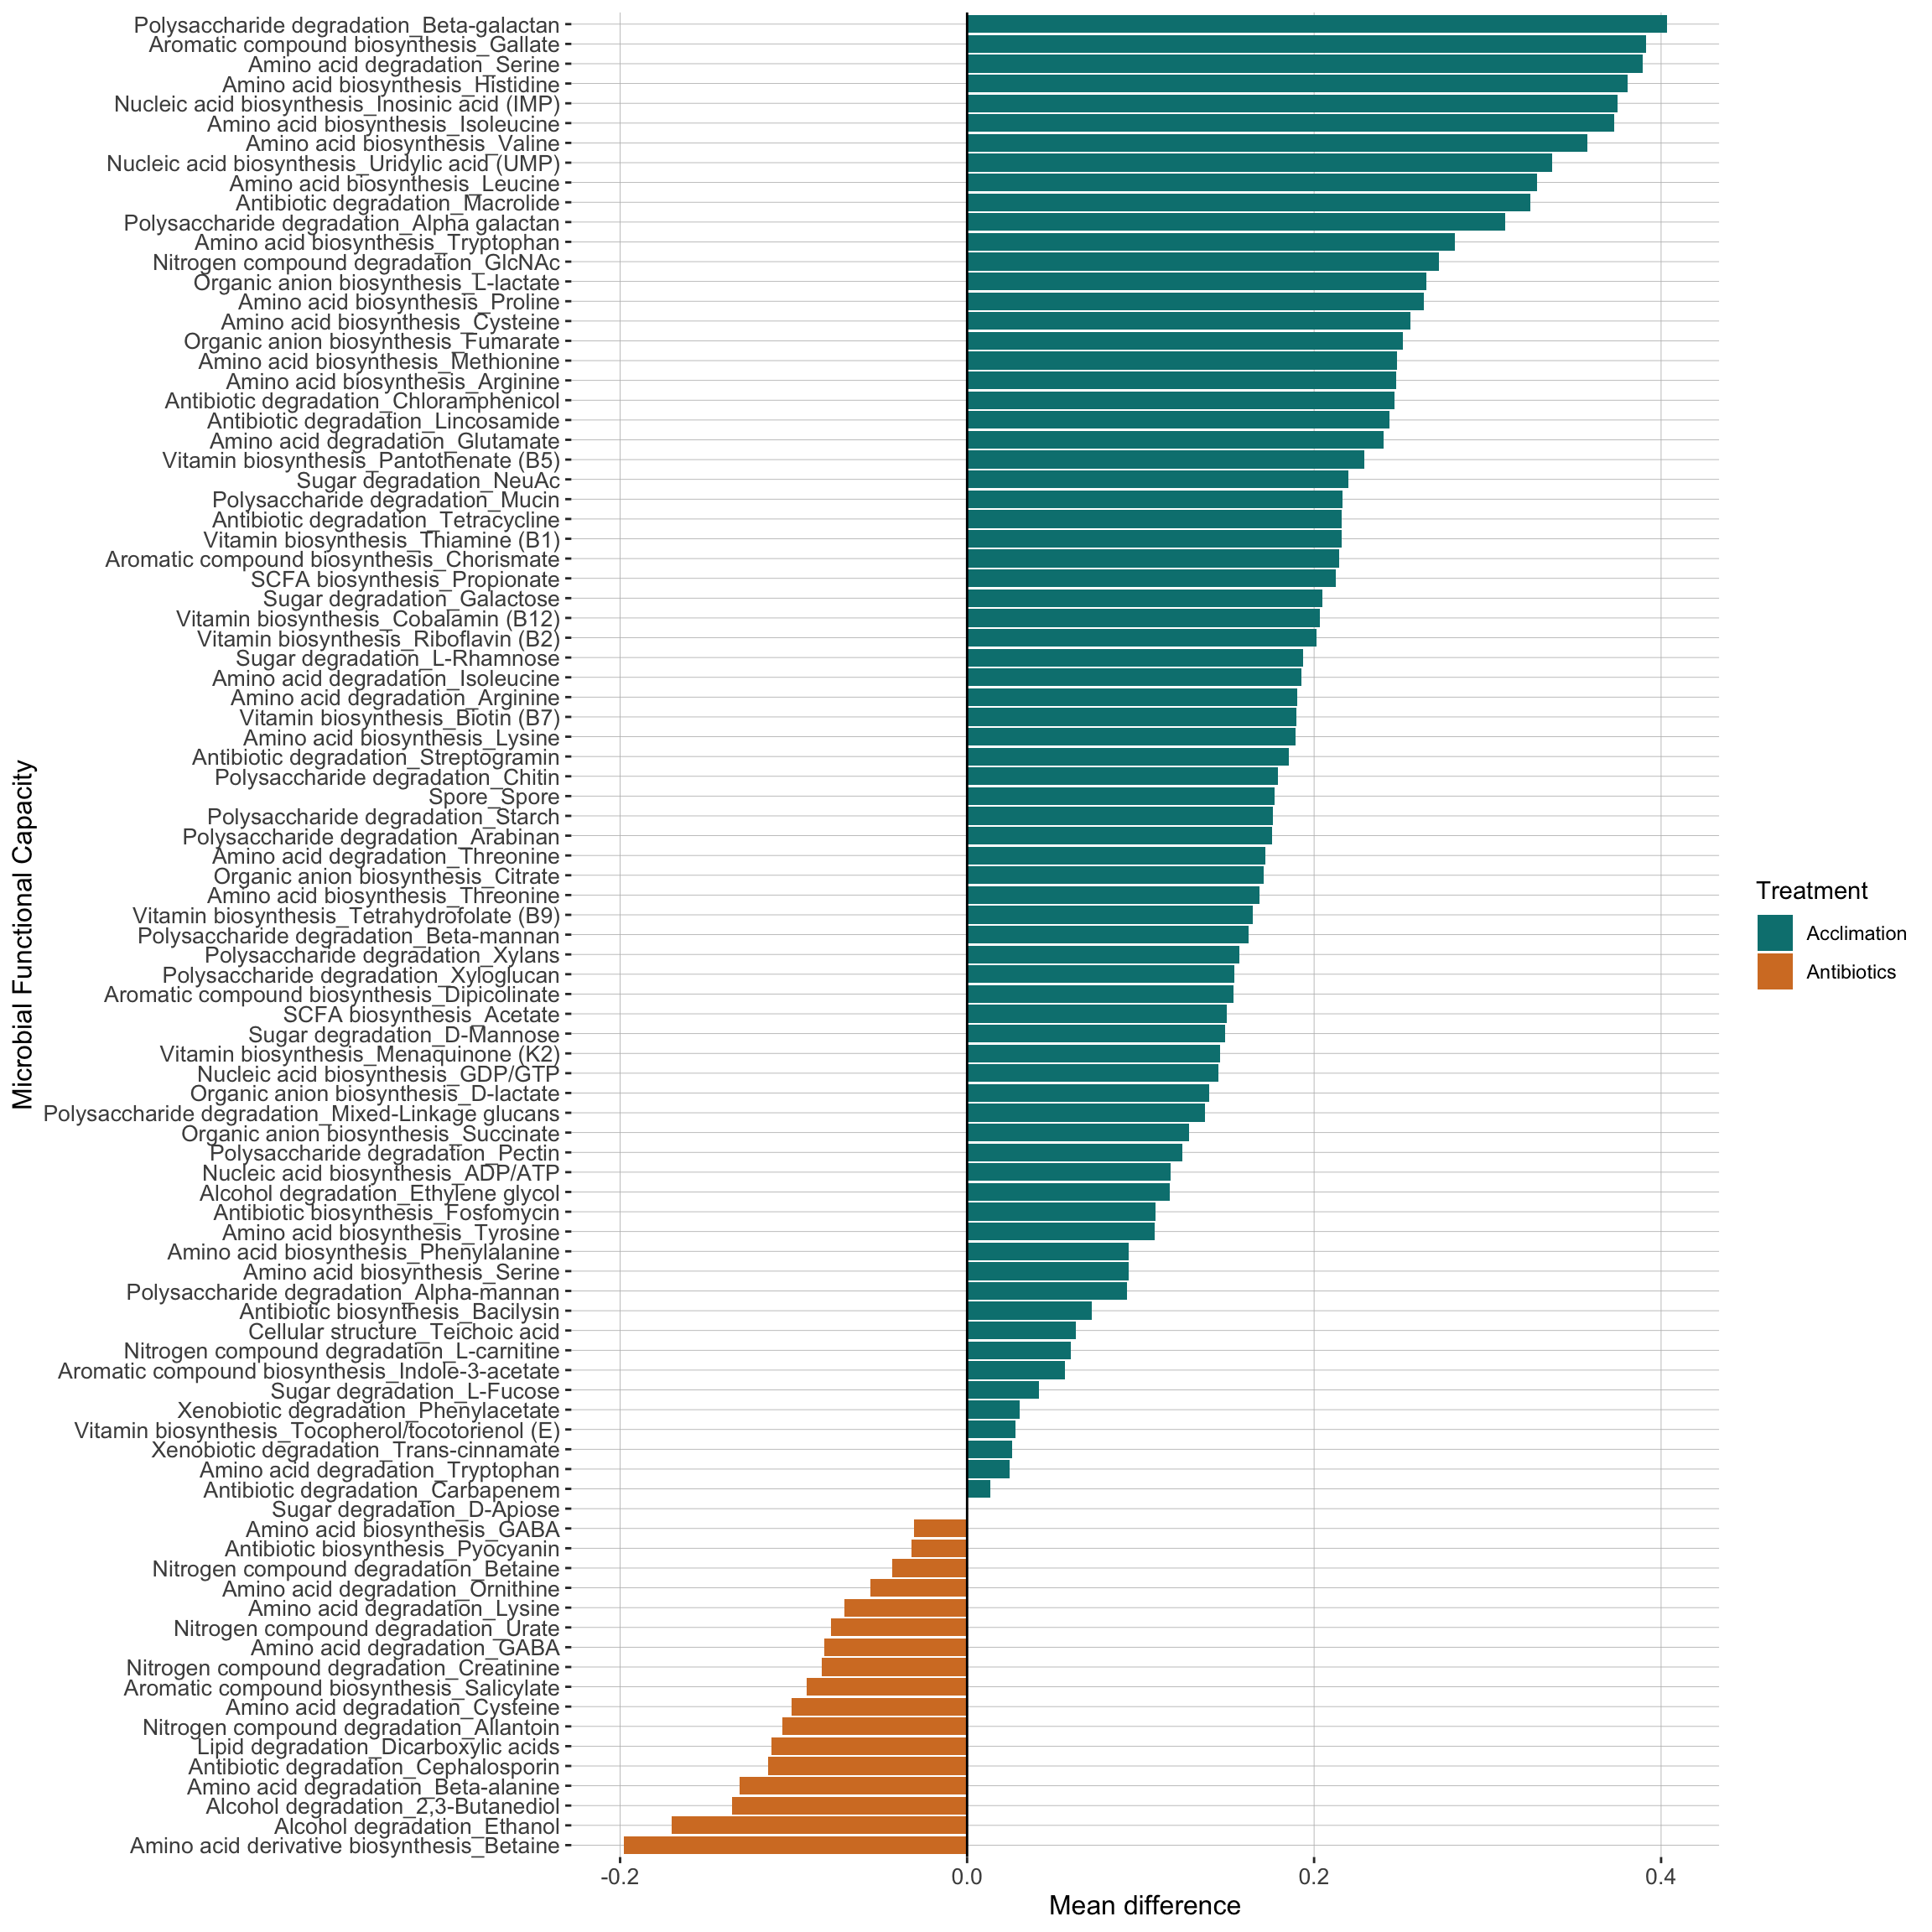 Polysaccharide degradation_Beta-galactan
Aromatic compound biosynthesis_Gallate
Amino acid degradation_Serine
Amino acid biosynthesis_Histidine
Nucleic acid biosynthesis_Inosinic acid (IMP)
Amino acid biosynthesis_Isoleucine
Amino acid biosynthesis_Valine
Nucleic acid biosynthesis_Uridylic acid (UMP)
Amino acid biosynthesis_Leucine
Antibiotic degradation_Macrolide
Polysaccharide degradation_Alpha galactan
Amino acid biosynthesis_Tryptophan
Nitrogen compound degradation_GlcNAc
Organic anion biosynthesis_L-lactate
Amino acid biosynthesis_Proline
Amino acid biosynthesis_Cysteine
Organic anion biosynthesis_Fumarate
Amino acid biosynthesis_Methionine
Amino acid biosynthesis_Arginine
Antibiotic degradation_Chloramphenicol
Antibiotic degradation_Lincosamide
Amino acid degradation_Glutamate
Vitamin biosynthesis_Pantothenate (B5)
Sugar degradation_NeuAc
Polysaccharide degradation_Mucin
Antibiotic degradation_Tetracycline
Vitamin biosynthesis_Thiamine (B1)
Aromatic compound biosynthesis_Chorismate
SCFA biosynthesis_Propionate
Sugar degradation_Galactose
Vitamin biosynthesis_Cobalamin (B12)
Vitamin biosynthesis_Riboflavin (B2)
Sugar degradation_L-Rhamnose
Amino acid degradation_Isoleucine
Amino acid degradation_Arginine
Vitamin biosynthesis_Biotin (B7)
Amino acid biosynthesis_Lysine
Antibiotic degradation_Streptogramin
Polysaccharide degradation_Chitin
Spore_Spore
Polysaccharide degradation_Starch
Polysaccharide degradation_Arabinan
Amino acid degradation_Threonine
Organic anion biosynthesis_Citrate
Amino acid biosynthesis_Threonine
Vitamin biosynthesis_Tetrahydrofolate (B9)
Polysaccharide degradation_Beta-mannan
Polysaccharide degradation_Xylans
Polysaccharide degradation_Xyloglucan
Aromatic compound biosynthesis_Dipicolinate
SCFA biosynthesis_Acetate
Sugar degradation_D-Mannose
Vitamin biosynthesis_Menaquinone (K2)
Nucleic acid biosynthesis_GDP/GTP
Organic anion biosynthesis_D-lactate
Polysaccharide degradation_Mixed-Linkage glucans
Organic anion biosynthesis_Succinate
Polysaccharide degradation_Pectin
Nucleic acid biosynthesis_ADP/ATP
Alcohol degradation_Ethylene glycol
Antibiotic biosynthesis_Fosfomycin
Amino acid biosynthesis_Tyrosine
Amino acid biosynthesis_Phenylalanine
Amino acid biosynthesis_Serine
Polysaccharide degradation_Alpha-mannan
Antibiotic biosynthesis_Bacilysin
Cellular structure_Teichoic acid
Nitrogen compound degradation_L-carnitine
Aromatic compound biosynthesis_Indole-3-acetate
Sugar degradation_L-Fucose
Xenobiotic degradation_Phenylacetate
Vitamin biosynthesis_Tocopherol/tocotorienol (E)
Xenobiotic degradation_Trans-cinnamate
Amino acid degradation_Tryptophan
Antibiotic degradation_Carbapenem
Sugar degradation_D-Apiose
Amino acid biosynthesis_GABA
Antibiotic biosynthesis_Pyocyanin
Nitrogen compound degradation_Betaine
Amino acid degradation_Ornithine
Amino acid degradation_Lysine
Nitrogen compound degradation_Urate
Amino acid degradation_GABA
Nitrogen compound degradation_Creatinine
Aromatic compound biosynthesis_Salicylate
Amino acid degradation_Cysteine
Nitrogen compound degradation_Allantoin
Lipid degradation_Dicarboxylic acids
Antibiotic degradation_Cephalosporin
Amino acid degradation_Beta-alanine
Alcohol degradation_2,3-Butanediol
Alcohol degradation_Ethanol
Amino acid derivative biosynthesis_Betaine
-0.2 0.0 0.2 0.4
Mean difference
Microbial Functional Capacity
Treatment
Acclimation
Antibiotics